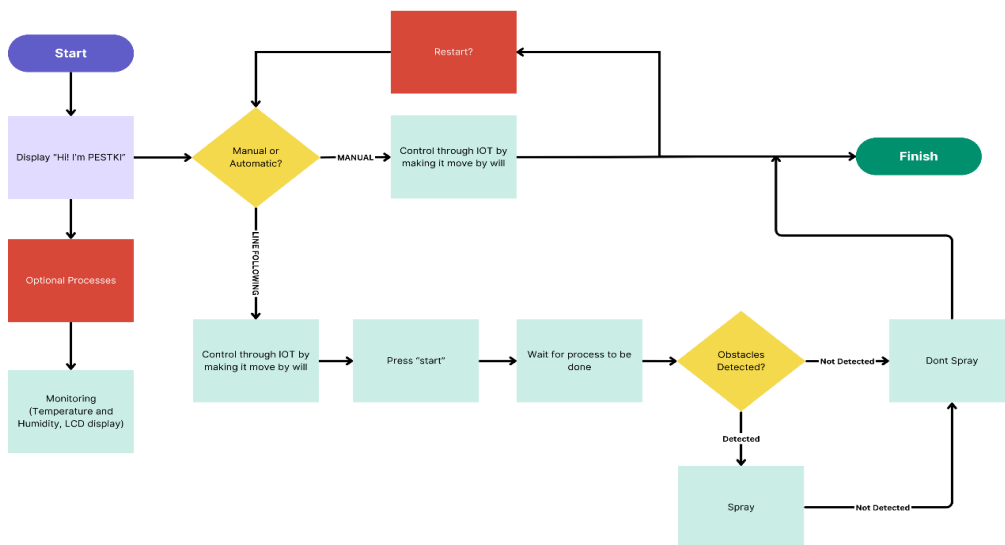 Start
Restart?
Display "Hi! I'm PESTKI"
Manual or
Automatic?
MANUAL
Control through IOT by
making it move by will
Finish
LINE FOLLOWING
Optional Processes
Control through IOT by
making it move by will
Press "start"
Wait for process to be
done
Obstacles
Detected?
Not Detected
Dont Spray
Monitoring
(Temperature and
Humidity, LCD display)
Detected
Spray
Not Detected